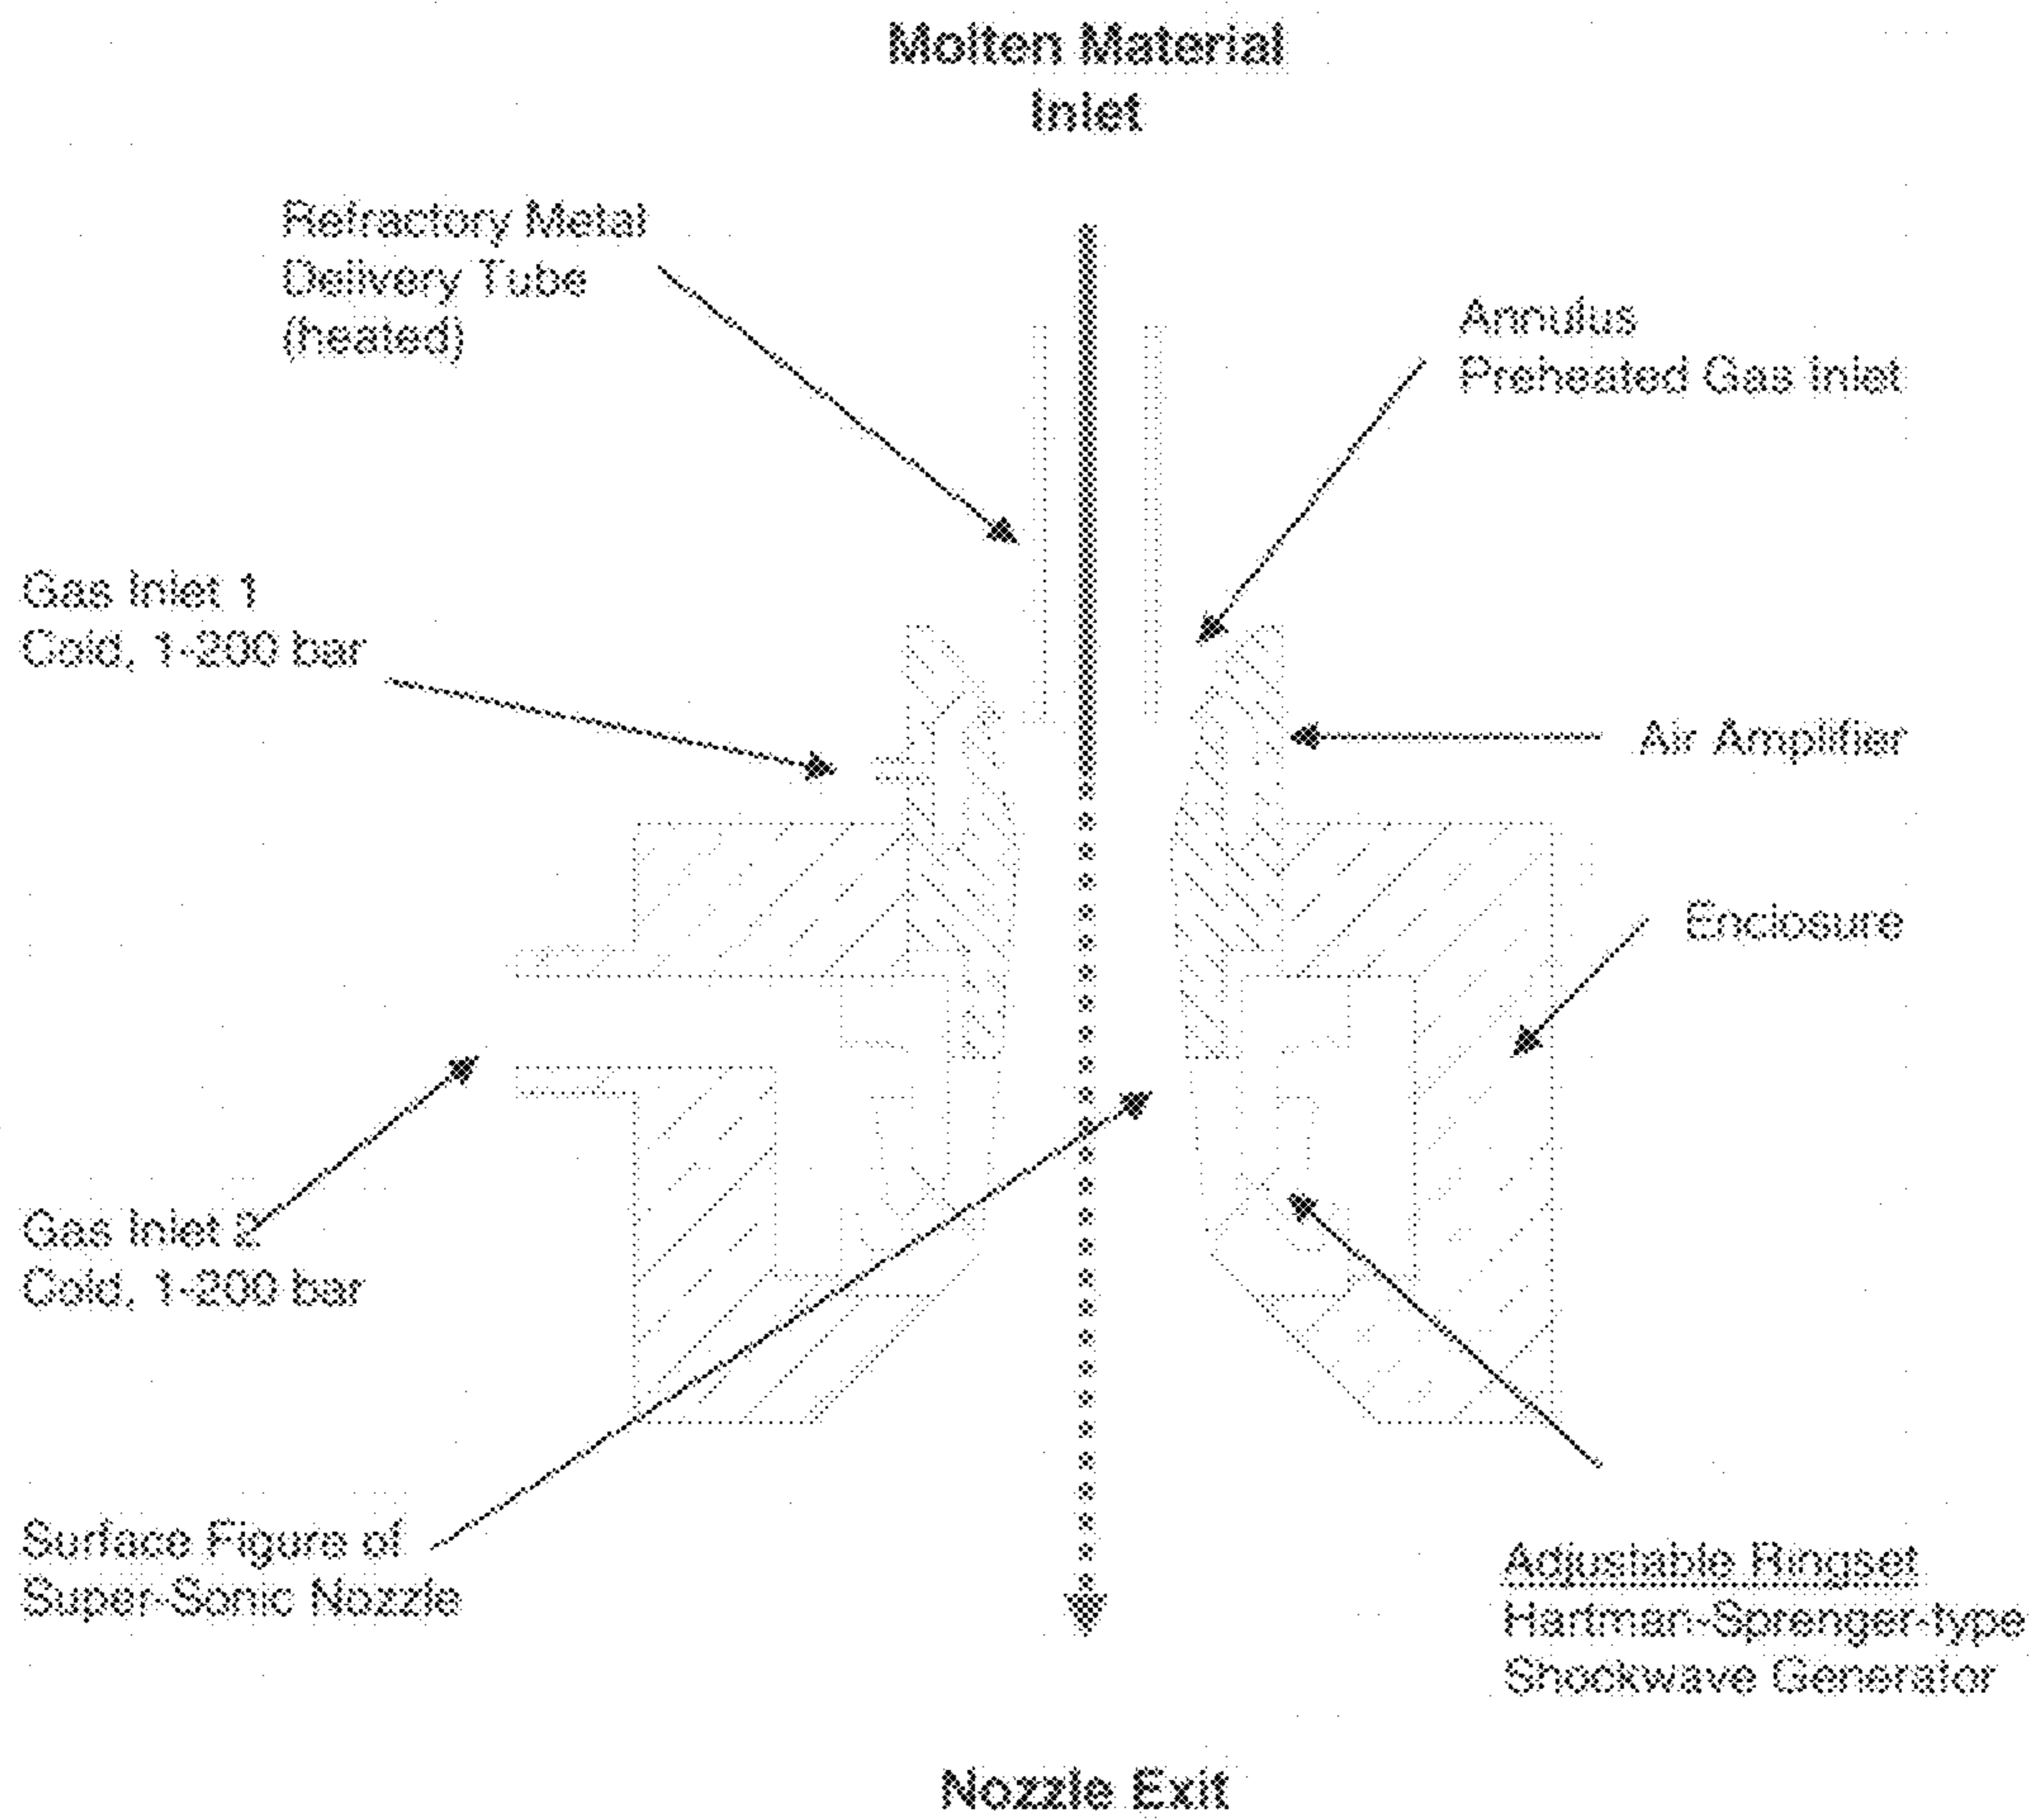 Molten Material
Inlet
Refractory Metal
Delivery Tube
(heated)
Annulus
Preheated Gas Inlet
Gas Inlet 1
Cold, 1-200 bar
Air Amplifier
Enclosure
Gas Inlet 2
Cold, 1-200 bar
Surface Figure of
Super-Sonic Nozzle
Adjustable Ringset
Hartman-Sprenger-type
Shockwave Generator
Nozzle Exit